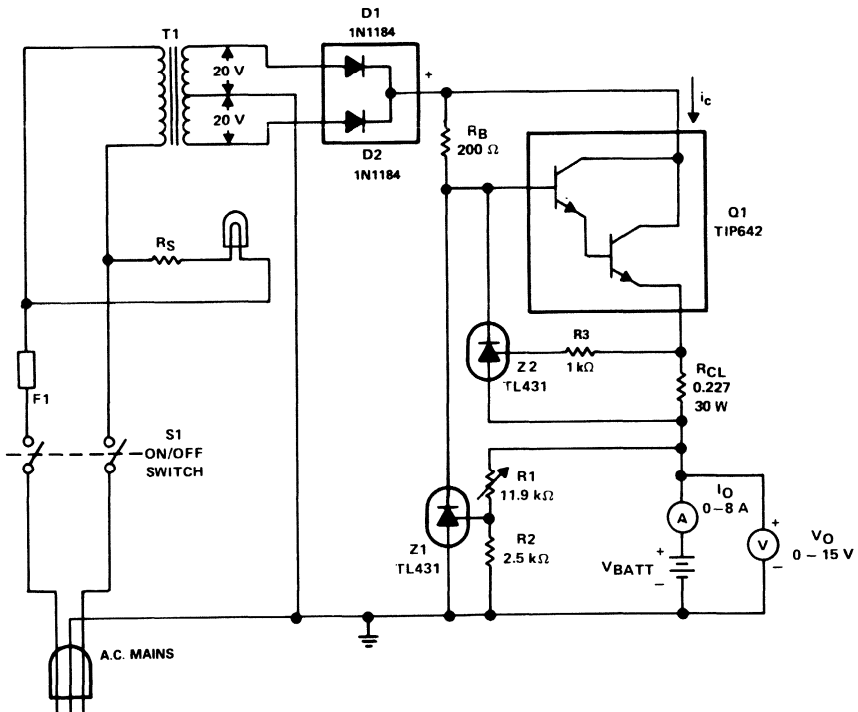 D1
1N1184
T1
20 V
20 V
+
D2
1N1184
RB
200 Ω
ic
Q1
TIP642
RS
R3
1 kΩ
Z2
TL431
RCL
0.227
30 W
F1
S1
ON/OFF
SWITCH
R1
11.9 kΩ
R2
2.5 kΩ
Z1
TL431
IO
0–8 A
A
+
VBATT
–
+
V
–
VO
0 – 15 V
A.C. MAINS